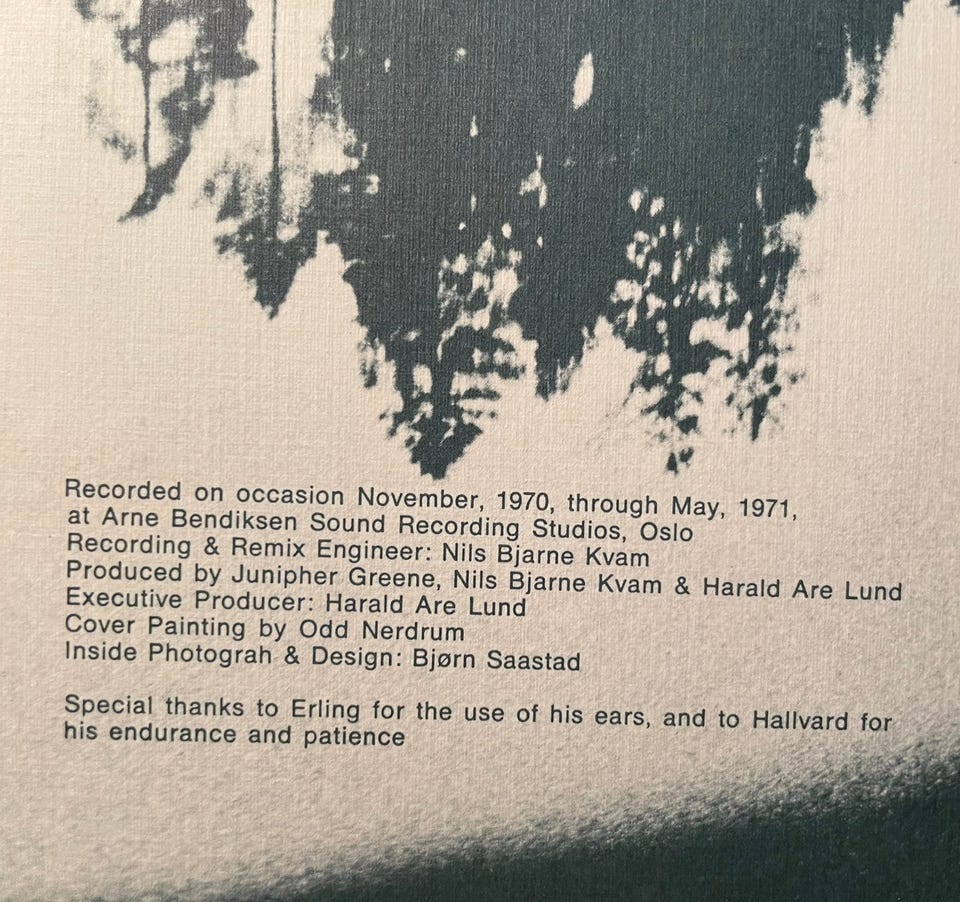 Recorded on occasion November, 1970, through May, 1971,
at Arne Bendiksen Sound Recording Studios, Oslo
Recording & Remix Engineer: Nils Bjarne Kvam
Produced by Junipher Greene, Nils Bjarne Kvam & Harald Are Lund
Executive Producer: Harald Are Lund
Cover Painting by Odd Nerdrum
Inside Photograh & Design: Bjørn Saastad
Special thanks to Erling for the use of his ears, and to Hallvard for
his endurance and patience